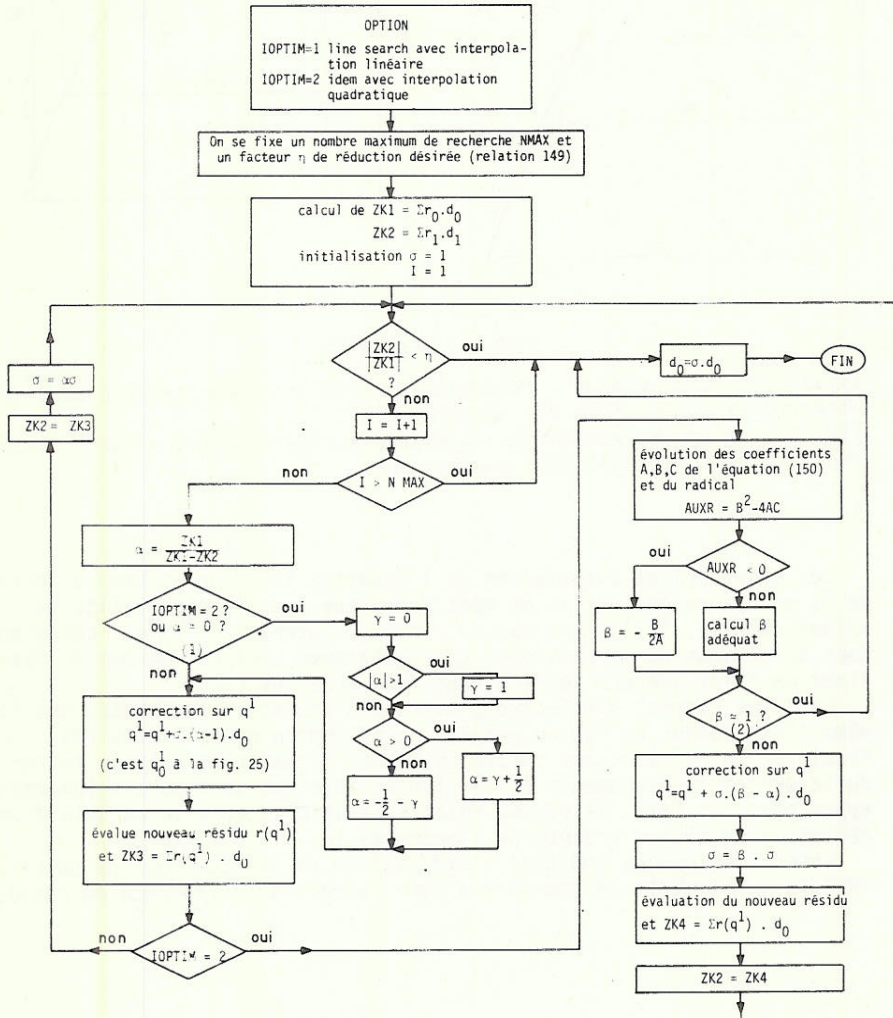 OPTION
IOPTIM=1 line search avec interpola-
tion linéaire
IOPTIM=2 idem avec interpolation
quadratique
On se fixe un nombre maximum de recherche NMAX et
un facteur η de réduction désirée (relation 149)
calcul de ZK1 = Σr₀.d₀
ZK2 = Σr₁.d₁
initialisation σ = 1
I = 1
|ZK2/ZK1| < η
?
oui
non
d₀=σ.d₀
FIN
σ = ασ
ZK2 = ZK3
I = I+1
I > N MAX
non
oui
évolution des coefficients
A,B,C de l'équation (150)
et du radical
AUXR = B²-4AC
AUXR < 0
oui
non
β = - B/2A
calcul β
adéquat
β ≈ 1 ?
(2)
oui
non
correction sur q¹
q¹=q¹ + σ.(β - α) . d₀
σ = β . σ
évaluation du nouveau résidu
et ZK4 = Σr(q¹) . d₀
ZK2 = ZK4
α = ZK1/ZK1-ZK2
IOPTIM = 2 ?
ou α = 0 ?
(1)
oui
non
γ = 0
|α|>1
oui
non
γ = 1
α > 0
oui
non
α = γ + 1/2
α = - 1/2 - γ
correction sur q¹
q¹=q¹+σ.(α-1).d₀
(c'est q₀¹ à la fig. 25)
évalue nouveau résidu r(q¹)
et ZK3 = Σr(q¹) . d₀
IOPTIM = 2
non
oui